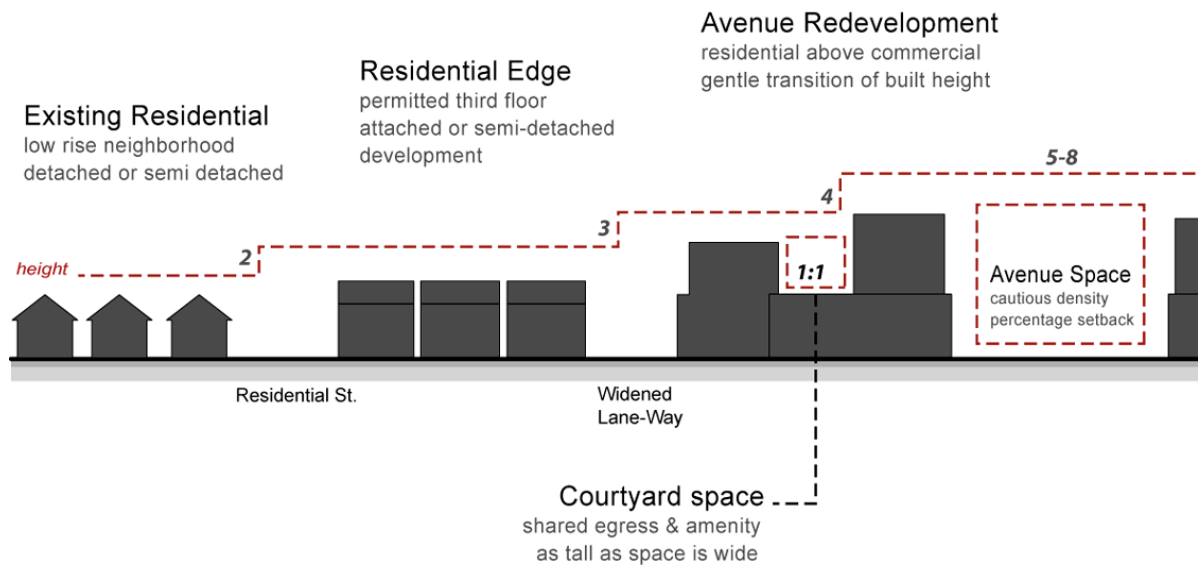 Avenue Redevelopment
residential above commercial
gentle transition of built height
Residential Edge
permitted third floor
attached or semi-detached
development
Existing Residential
low rise neighborhood
detached or semi detached
height
2
3
4
5-8
1:1
Avenue Space
cautious density
percentage setback
Residential St.
Widened
Lane-Way
Courtyard space
shared egress & amenity
as tall as space is wide